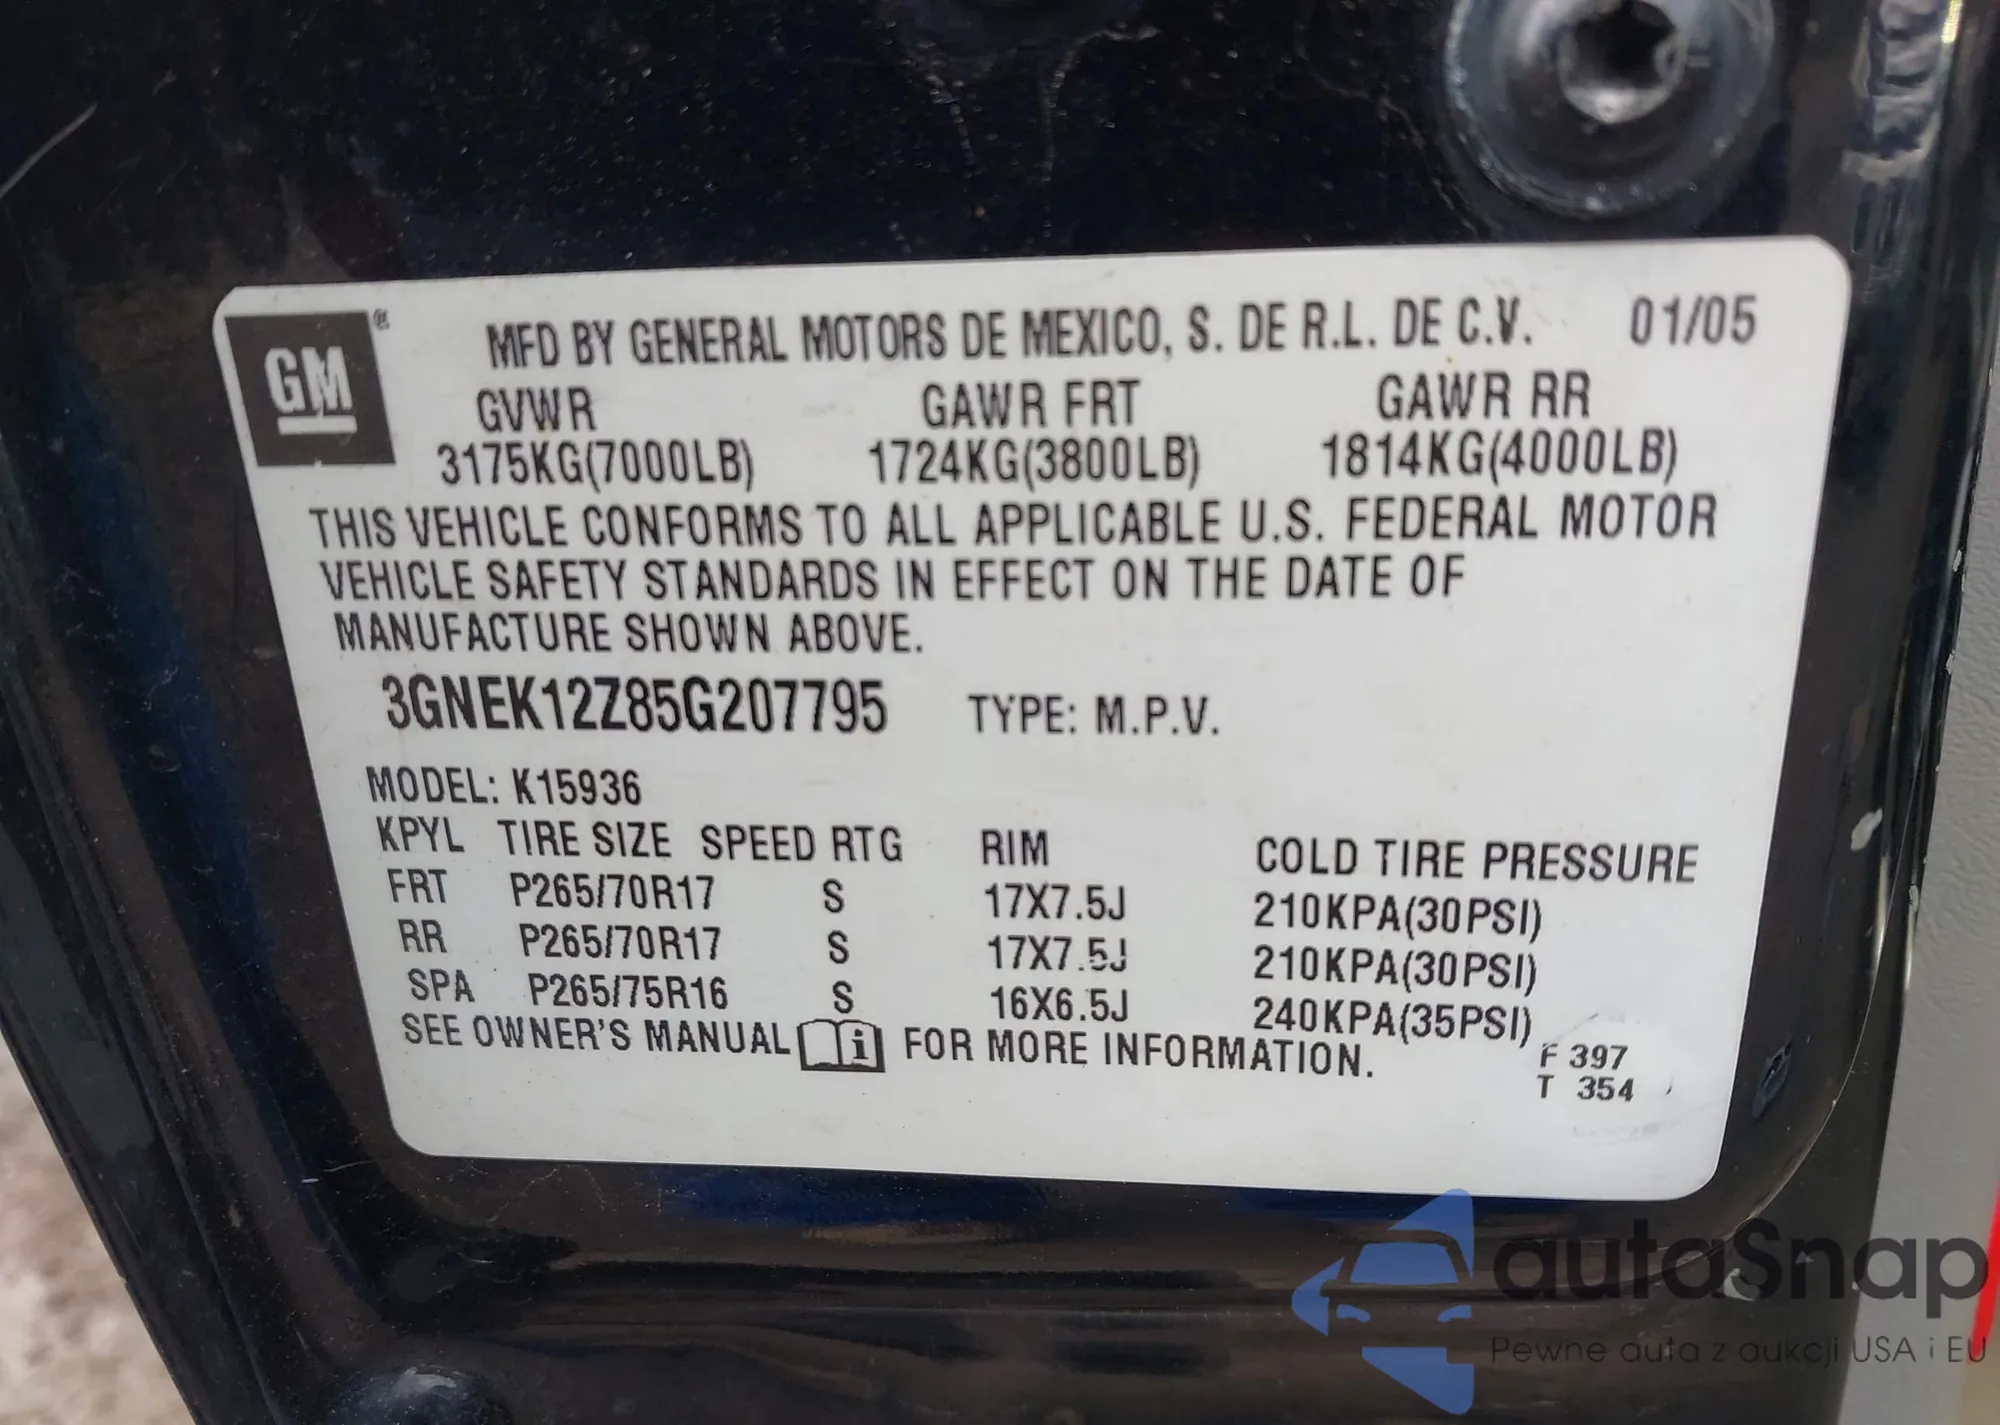 GM ®
MFD BY GENERAL MOTORS DE MEXICO, S. DE R.L. DE C.V. 01/05
GVWR GAWR FRT GAWR RR
3175KG(7000LB) 1724KG(3800LB) 1814KG(4000LB)
THIS VEHICLE CONFORMS TO ALL APPLICABLE U.S. FEDERAL MOTOR
VEHICLE SAFETY STANDARDS IN EFFECT ON THE DATE OF
MANUFACTURE SHOWN ABOVE.
3GNEK12Z85G207795 TYPE: M.P.V.
MODEL: K15936
KPYL TIRE SIZE SPEED RTG RIM COLD TIRE PRESSURE
FRT P265/70R17 S 17X7.5J 210KPA(30PSI)
RR P265/70R17 S 17X7.5J 210KPA(30PSI)
SPA P265/75R16 S 16X6.5J 240KPA(35PSI)
SEE OWNER'S MANUAL i FOR MORE INFORMATION.
F 397
T 354
autoSnap
Pewne auta z aukcji USA i EU